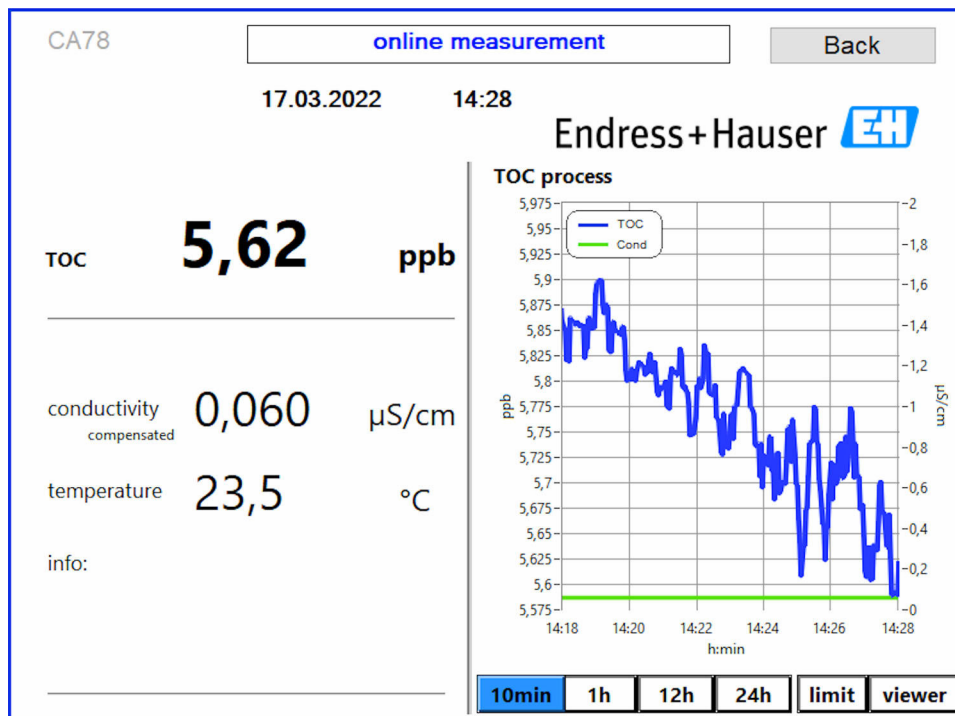 CA78
online measurement
Back
17.03.2022 14:28
Endress+Hauser EH
TOC 5,62 ppb
conductivity 0,060 µS/cm
compensated
temperature 23,5 °C
info:
TOC process
TOC
Cond
5,975
5,95
5,925
5,9
5,875
5,85
5,825
5,8
5,775
5,75
5,725
5,7
5,675
5,65
5,625
5,6
5,575
ppb
2
1,8
1,6
1,4
1,2
1
0,8
0,6
0,4
0,2
0
µS/cm
14:18 14:20 14:22 14:24 14:26 14:28
h:min
10min 1h 12h 24h limit viewer